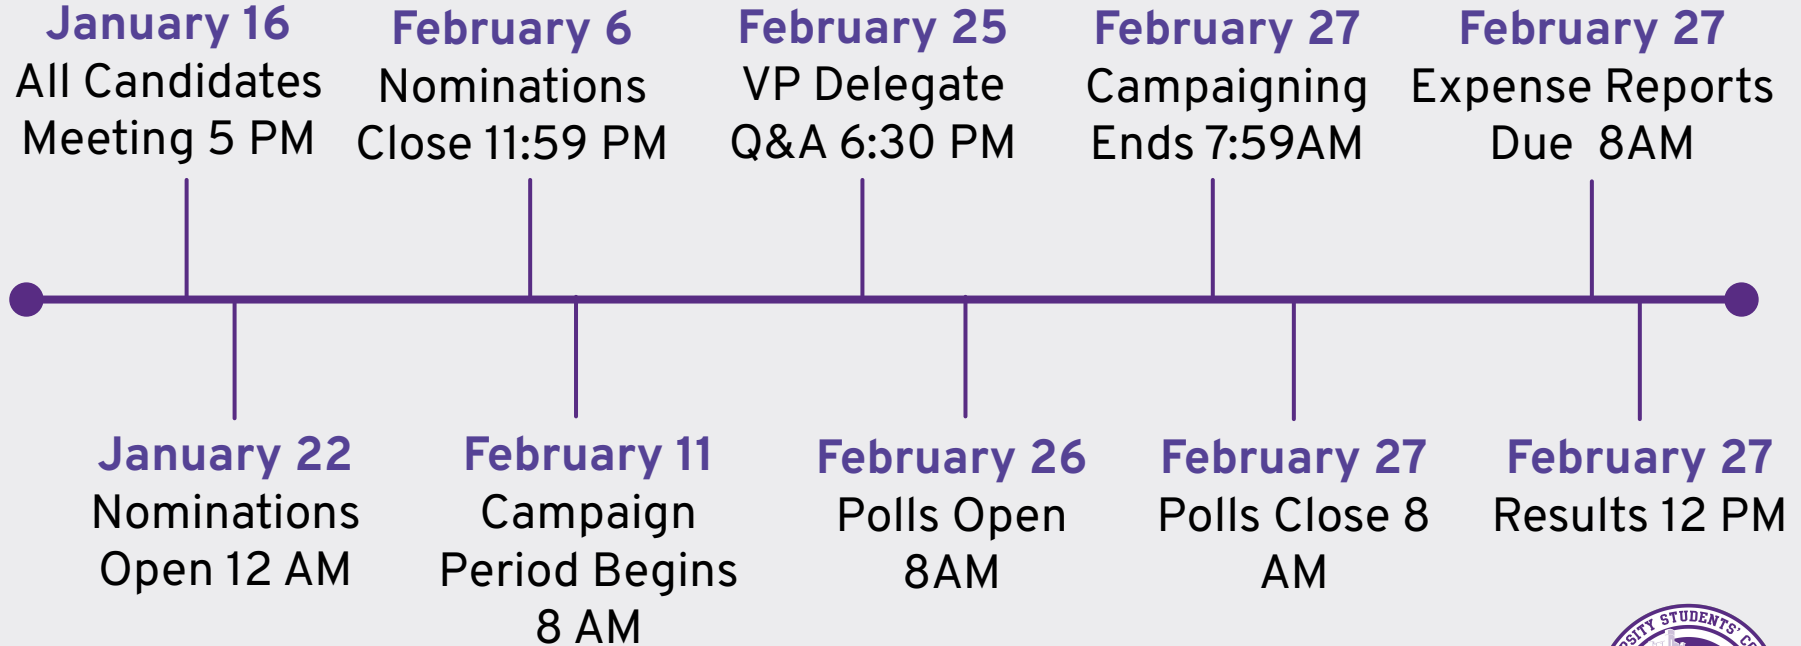 January 16
All Candidates
Meeting 5 PM
February 6
Nominations
Close 11:59 PM
February 25
VP Delegate
Q&A 6:30 PM
February 27
Campaigning
Ends 7:59AM
February 27
Expense Reports
Due 8AM
January 22
Nominations
Open 12 AM
February 11
Campaign
Period Begins
8 AM
February 26
Polls Open
8AM
February 27
Polls Close 8
AM
February 27
Results 12 PM
STUDENTS'